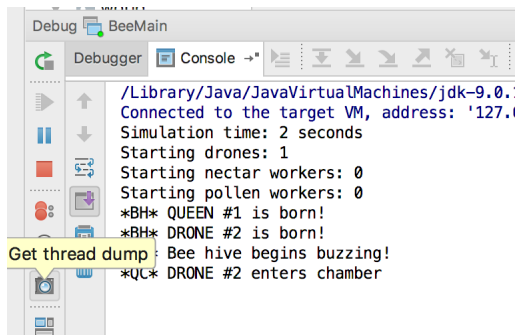 Debug BeeMain
Debugger Console
/Library/Java/JavaVirtualMachines/jdk-9.0.
Connected to the target VM, address: '127.
Simulation time: 2 seconds
Starting drones: 1
Starting nectar workers: 0
Starting pollen workers: 0
*BH* QUEEN #1 is born!
*BH* DRONE #2 is born!
Bee hive begins buzzing!
Get thread dump
*QC* DRONE #2 enters chamber